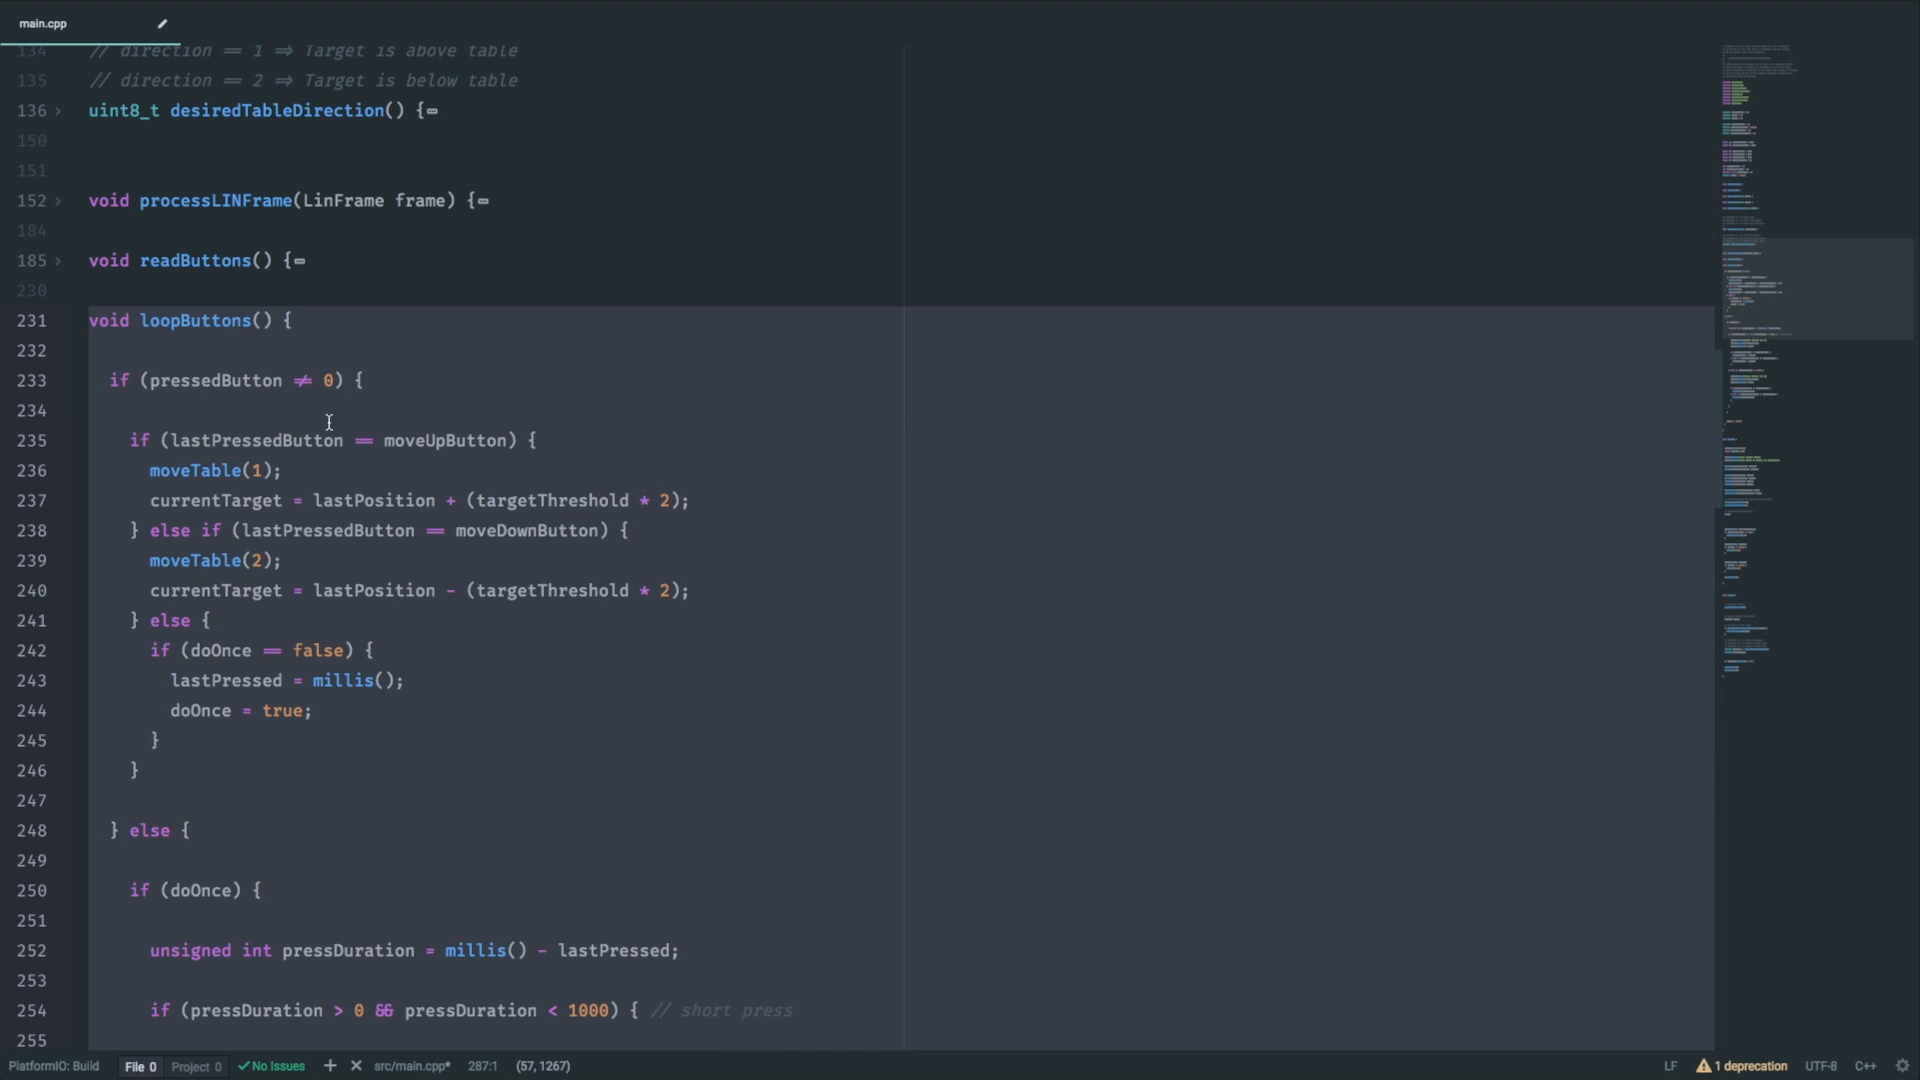 main.cpp
134 // direction == 1 => Target is above table
135 // direction == 2 => Target is below table
136 > uint8_t desiredTableDirection() {
150
151
152 > void processLINFrame(LinFrame frame) {
184
185 > void readButtons() {
230
231 void loopButtons() {
232
233 if (pressedButton != 0) {
234
235 if (lastPressedButton == moveUpButton) {
236 moveTable(1);
237 currentTarget = lastPosition + (targetThreshold * 2);
238 } else if (lastPressedButton == moveDownButton) {
239 moveTable(2);
240 currentTarget = lastPosition - (targetThreshold * 2);
241 } else {
242 if (doOnce == false) {
243 lastPressed = millis();
244 doOnce = true;
245 }
246 }
247
248 } else {
249
250 if (doOnce) {
251
252 unsigned int pressDuration = millis() - lastPressed;
253
254 if (pressDuration > 0 && pressDuration < 1000) { // short press
255
PlatformIO: Build File 0 Project 0 No Issues + src/main.cpp* 287:1 (57, 1267) LF 1 deprecation UTF-8 C++